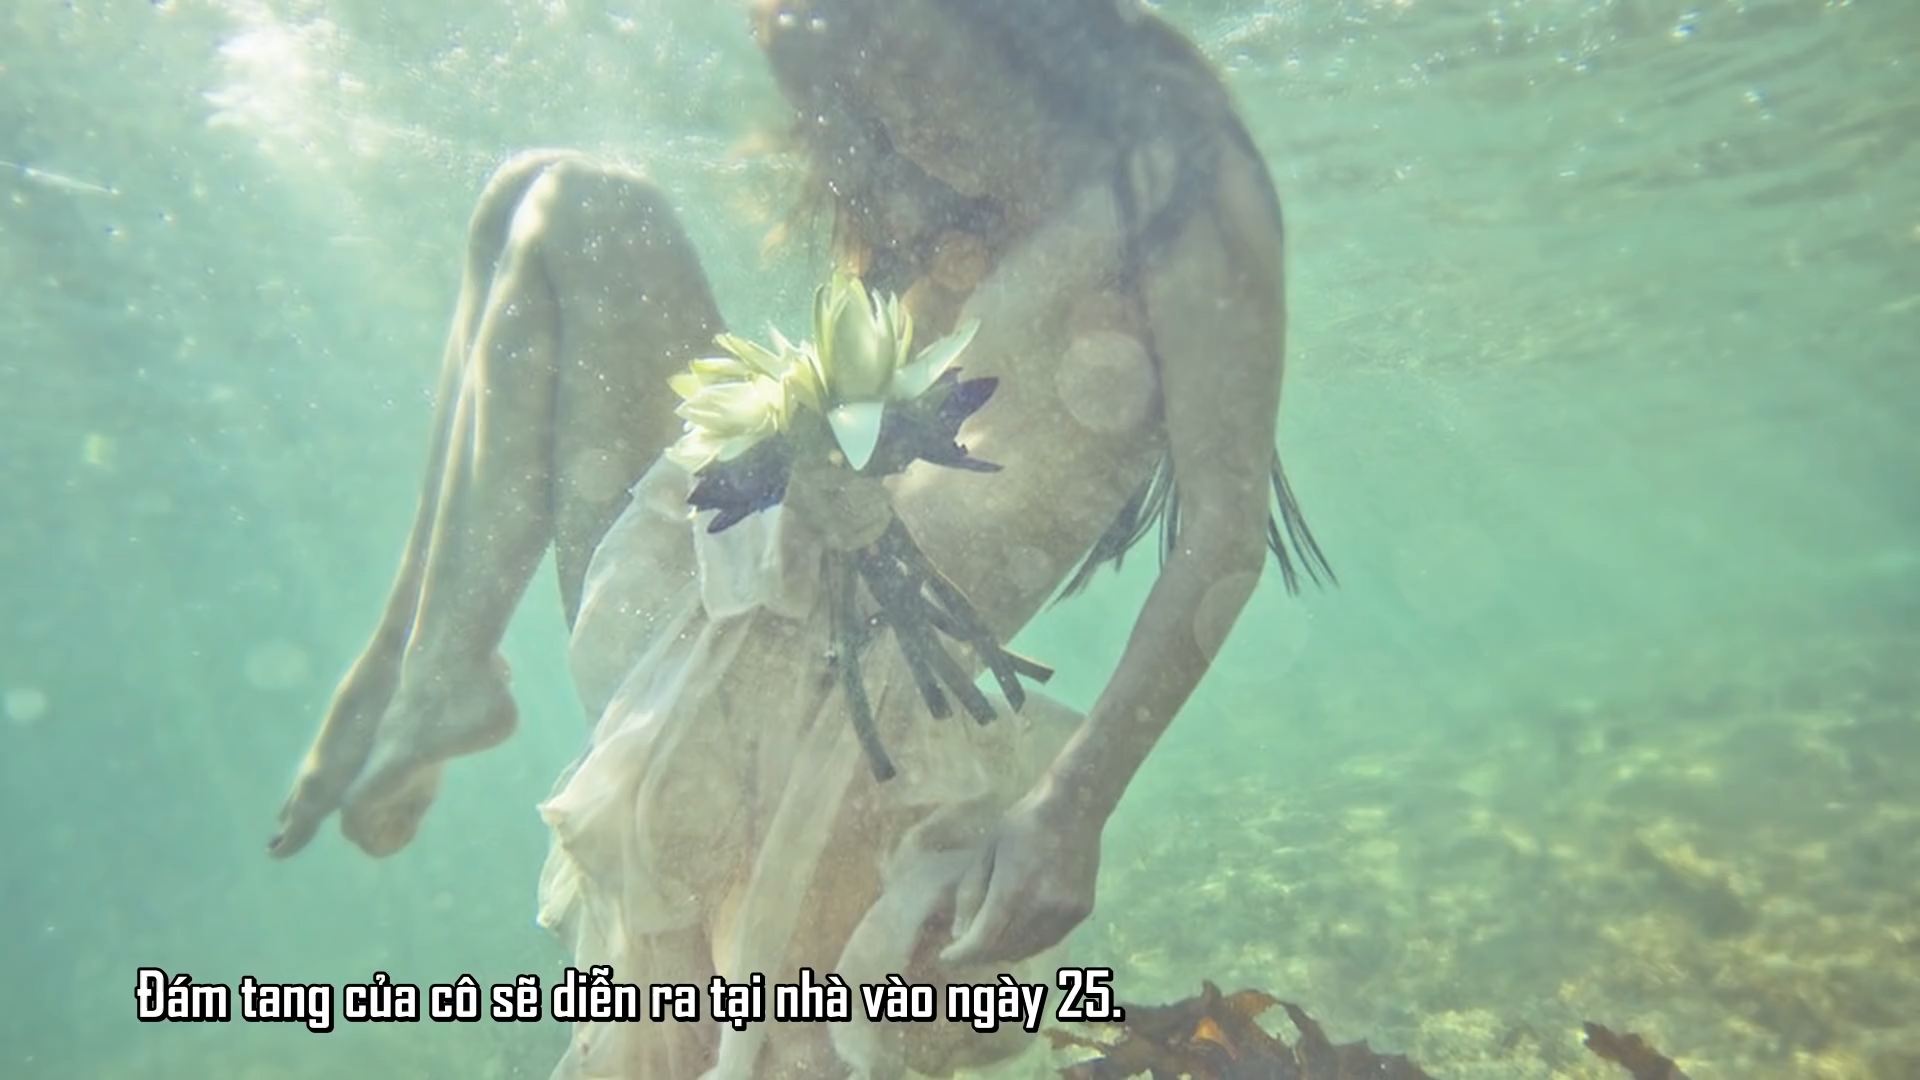 Đám tang của cô sẽ diễn ra tại nhà vào ngày 25.